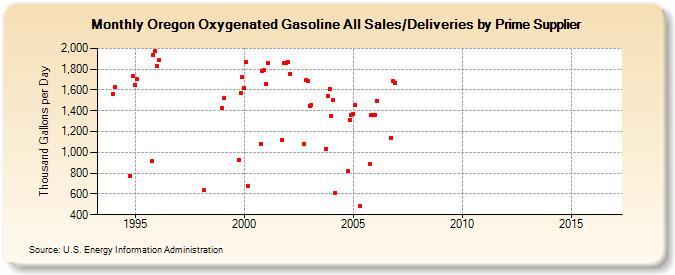 Monthly Oregon Oxygenated Gasoline All Sales/Deliveries by Prime Supplier
Thousand Gallons per Day
2,000
1,800
1,600
1,400
1,200
1,000
800
600
400
1995 2000 2005 2010 2015
Source: U.S. Energy Information Administration